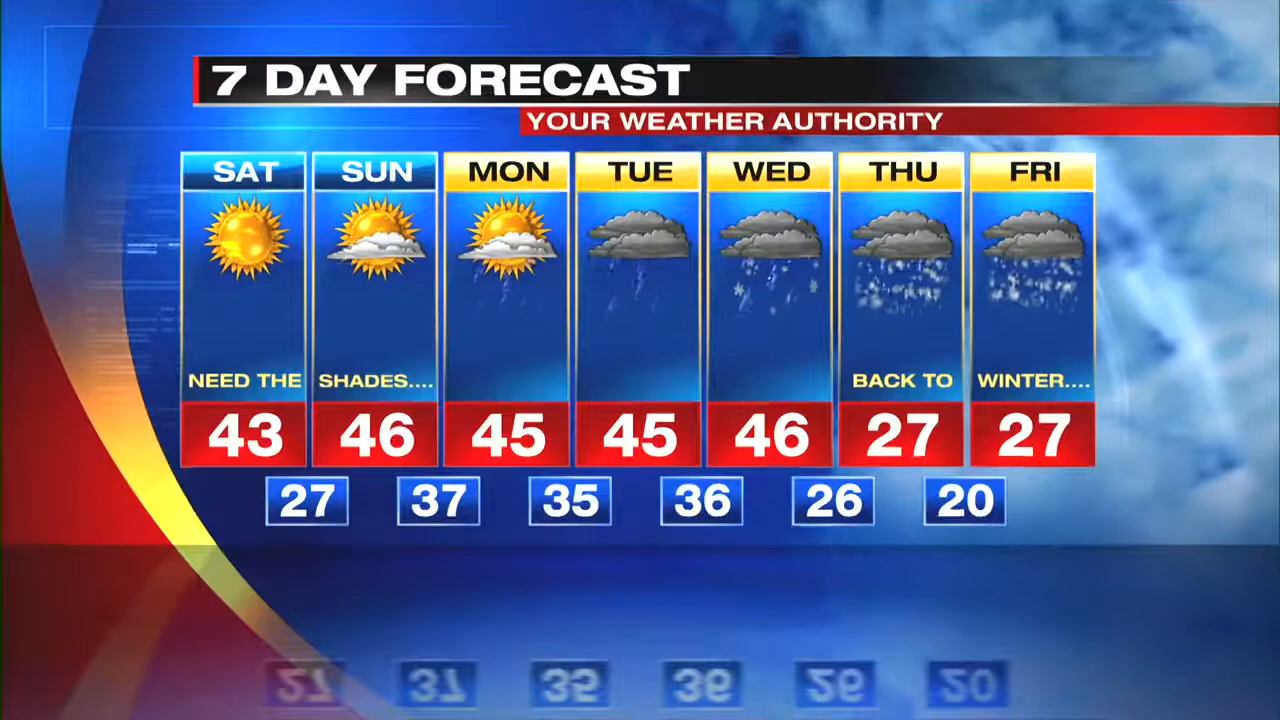 7 DAY FORECAST
YOUR WEATHER AUTHORITY
SAT SUN MON TUE WED THU FRI
NEED THE SHADES.... BACK TO WINTER....
43 46 45 45 46 27 27
27 37 35 36 26 20